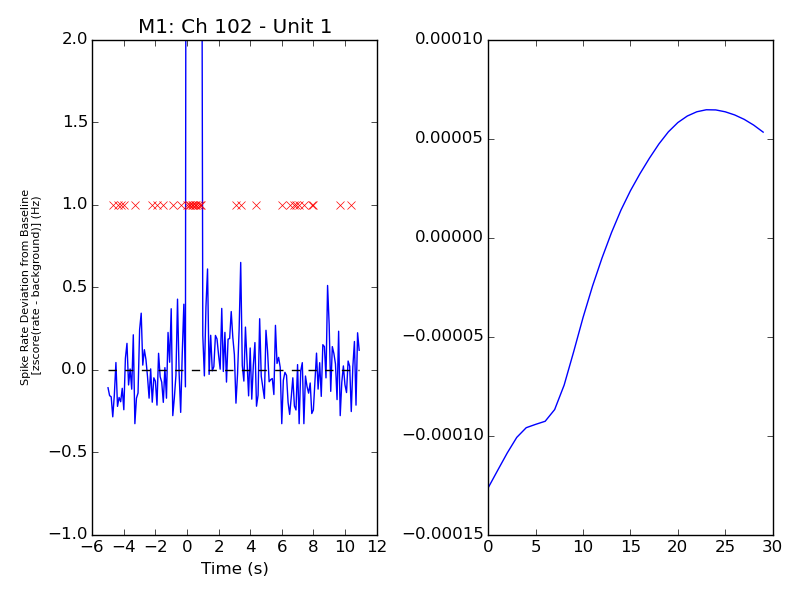 M1: Ch 102 - Unit 1
2.0
1.5
1.0
0.5
0.0
−0.5
−1.0
Spike Rate Deviation from Baseline
[zscore(rate - background)] (Hz)
−6 −4 −2 0 2 4 6 8 10 12
Time (s)
0.00010
0.00005
0.00000
−0.00005
−0.00010
−0.00015
0 5 10 15 20 25 30